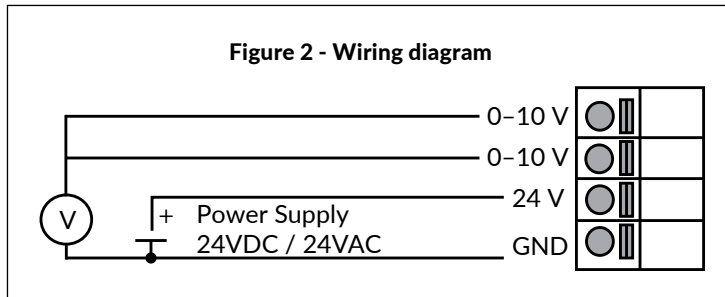 Figure 2 - Wiring diagram
0–10 V
0–10 V
24 V
V
+ Power Supply
24VDC / 24VAC
GND